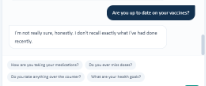 Are you up to date on your vaccines?
I'm not really sure, honestly. I don't recall exactly what I've had done
recently.
How are you taking your medications?
Do you ever miss doses?
Do you take anything over the counter?
What are your health goals?